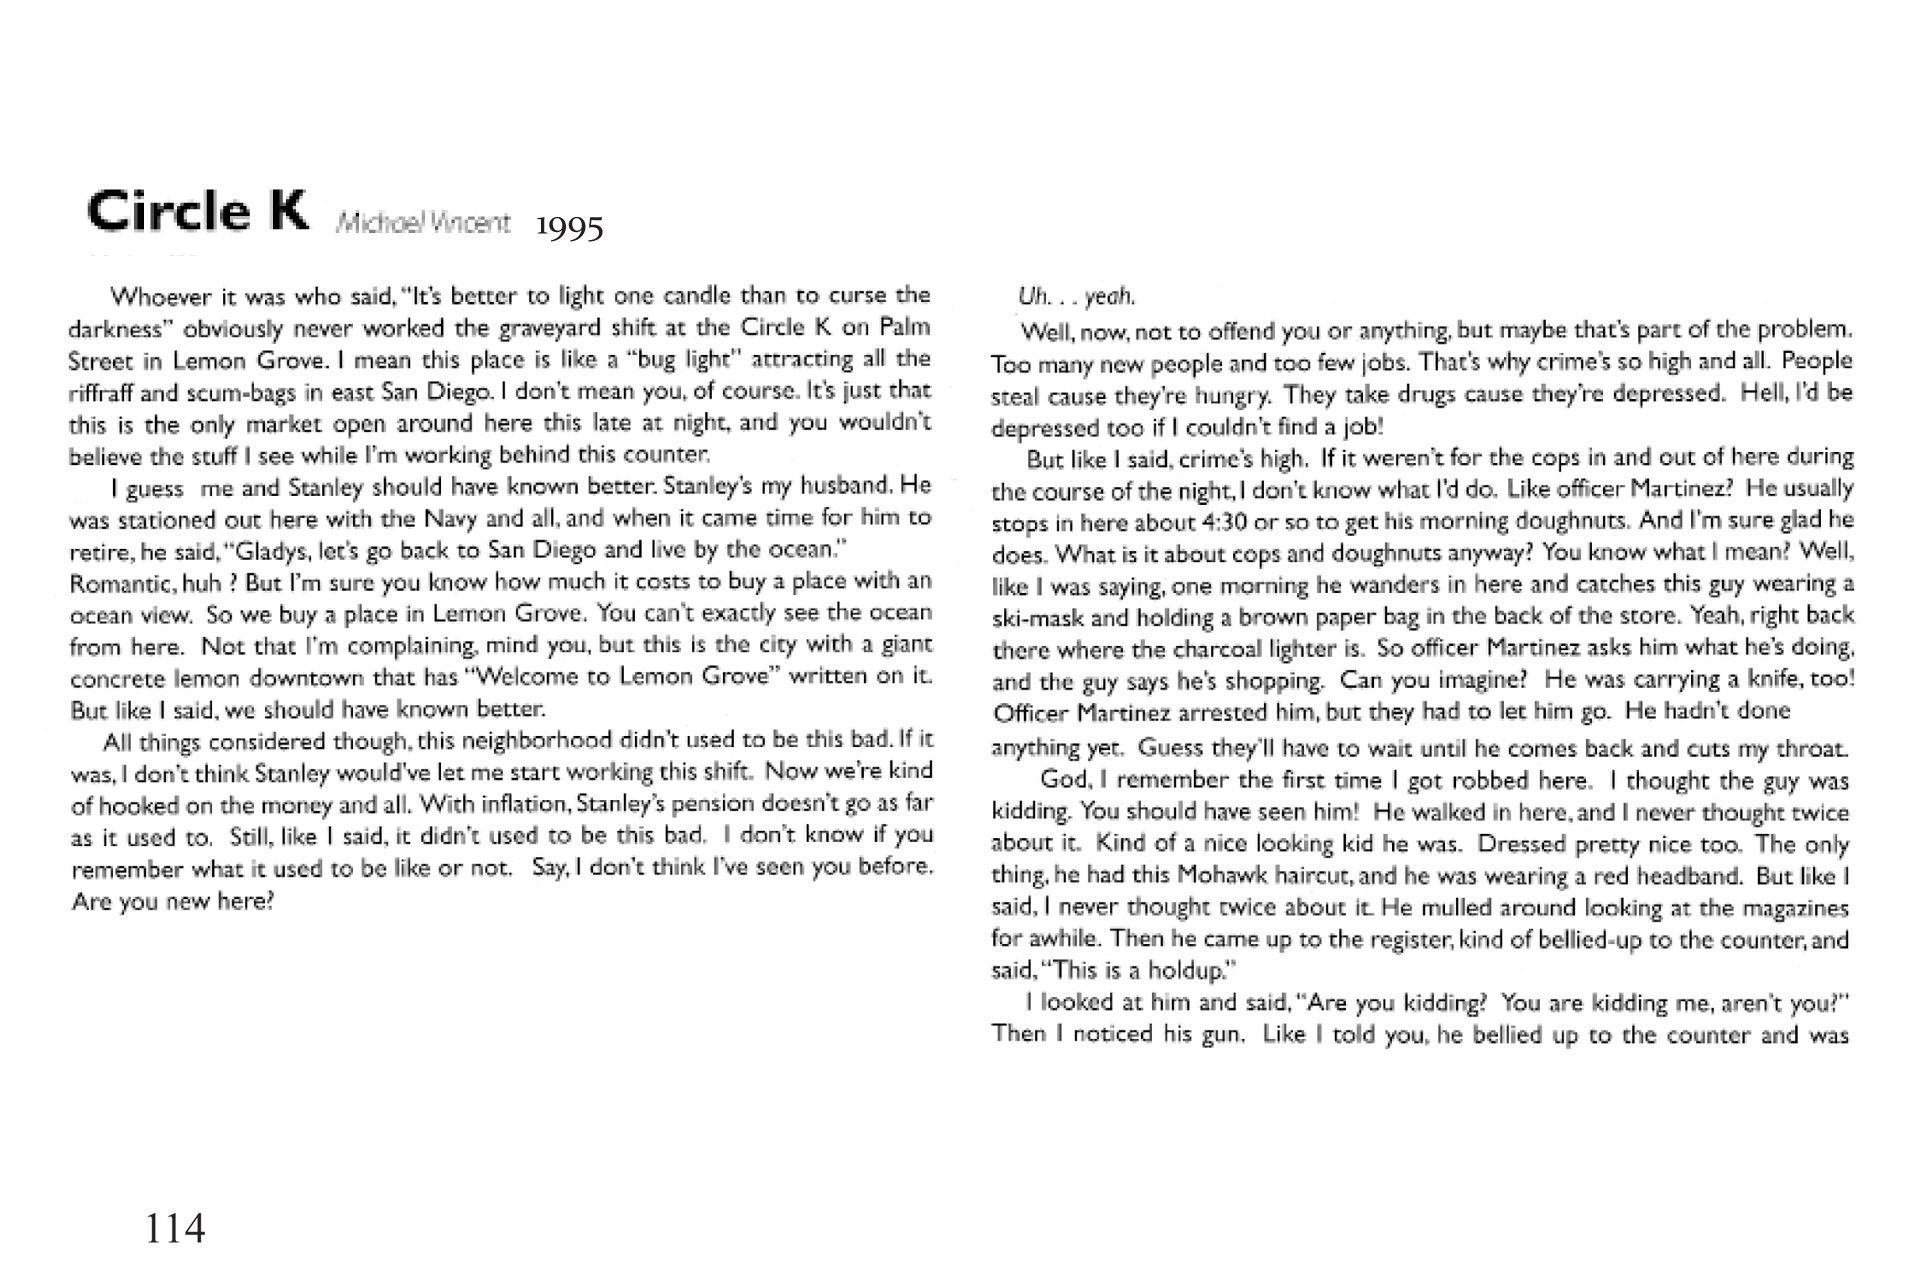 Circle K Michael Vincent 1995
Whoever it was who said, “It’s better to light one candle than to curse the
darkness” obviously never worked the graveyard shift at the Circle K on Palm
Street in Lemon Grove. I mean this place is like a “bug light” attracting all the
riffraff and scum-bags in east San Diego. I don’t mean you, of course. It’s just that
this is the only market open around here this late at night, and you wouldn’t
believe the stuff I see while I’m working behind this counter.
I guess me and Stanley should have known better. Stanley’s my husband. He
was stationed out here with the Navy and all, and when it came time for him to
retire, he said, “Gladys, let’s go back to San Diego and live by the ocean.”
Romantic, huh ? But I’m sure you know how much it costs to buy a place with an
ocean view. So we buy a place in Lemon Grove. You can’t exactly see the ocean
from here. Not that I’m complaining, mind you, but this is the city with a giant
concrete lemon downtown that has “Welcome to Lemon Grove” written on it.
But like I said, we should have known better.
All things considered though, this neighborhood didn’t used to be this bad. If it
was, I don’t think Stanley would’ve let me start working this shift. Now we’re kind
of hooked on the money and all. With inflation, Stanley’s pension doesn’t go as far
as it used to. Still, like I said, it didn’t used to be this bad. I don’t know if you
remember what it used to be like or not. Say, I don’t think I’ve seen you before.
Are you new here?
Uh. . . yeah.
Well, now, not to offend you or anything, but maybe that’s part of the problem.
Too many new people and too few jobs. That’s why crime’s so high and all. People
steal cause they’re hungry. They take drugs cause they’re depressed. Hell, I’d be
depressed too if I couldn’t find a job!
But like I said, crime’s high. If it weren’t for the cops in and out of here during
the course of the night, I don’t know what I’d do. Like officer Martinez? He usually
stops in here about 4:30 or so to get his morning doughnuts. And I’m sure glad he
does. What is it about cops and doughnuts anyway? You know what I mean? Well,
like I was saying, one morning he wanders in here and catches this guy wearing a
ski-mask and holding a brown paper bag in the back of the store. Yeah, right back
there where the charcoal lighter is. So officer Martinez asks him what he’s doing,
and the guy says he’s shopping. Can you imagine? He was carrying a knife, too!
Officer Martinez arrested him, but they had to let him go. He hadn’t done
anything yet. Guess they’ll have to wait until he comes back and cuts my throat.
God, I remember the first time I got robbed here. I thought the guy was
kidding. You should have seen him! He walked in here, and I never thought twice
about it. Kind of a nice looking kid he was. Dressed pretty nice too. The only
thing, he had this Mohawk haircut, and he was wearing a red headband. But like I
said, I never thought twice about it. He mulled around looking at the magazines
for awhile. Then he came up to the register, kind of bellied-up to the counter, and
said, “This is a holdup.”
I looked at him and said, “Are you kidding? You are kidding me, aren’t you?”
Then I noticed his gun. Like I told you, he bellied up to the counter and was
114